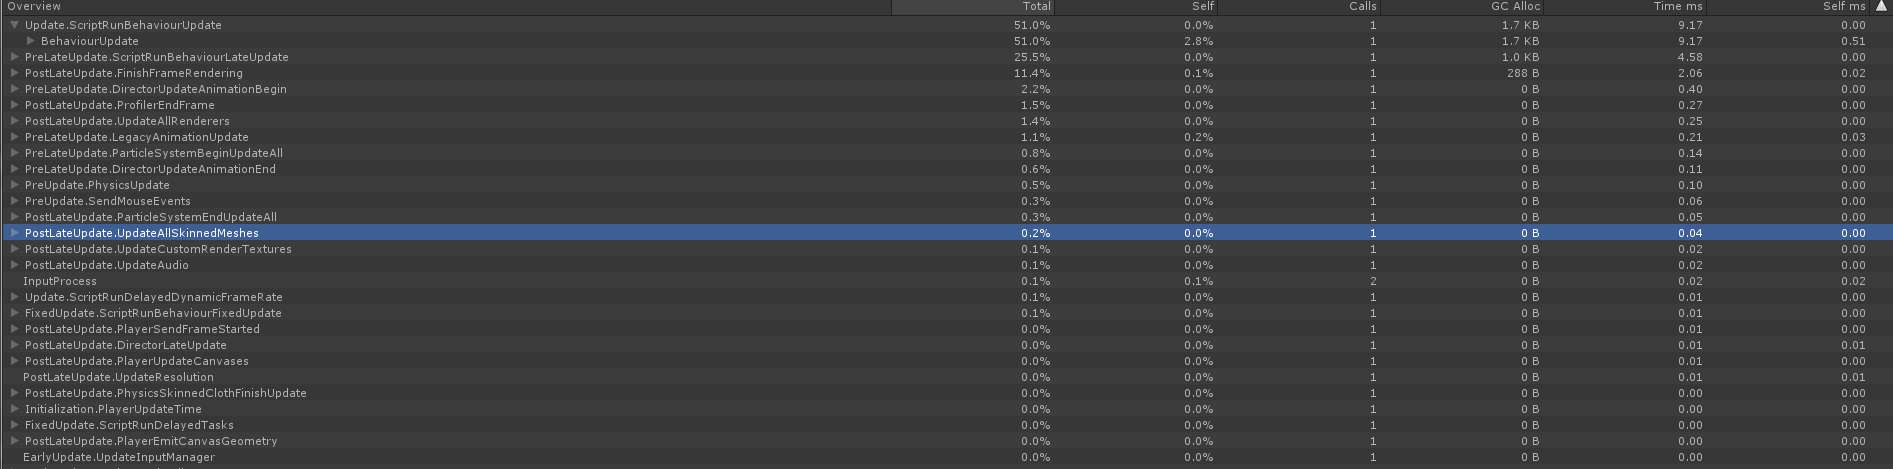 Overview Total Self Calls GC Alloc Time ms Self ms
Update.ScriptRunBehaviourUpdate 51.0% 0.0% 1 1.7 KB 9.17 0.00
BehaviourUpdate 51.0% 2.8% 1 1.7 KB 9.17 0.51
PreLateUpdate.ScriptRunBehaviourLateUpdate 25.5% 0.0% 1 1.0 KB 4.58 0.00
PostLateUpdate.FinishFrameRendering 11.4% 0.1% 1 288 B 2.06 0.02
PreLateUpdate.DirectorUpdateAnimationBegin 2.2% 0.0% 1 0 B 0.40 0.00
PostLateUpdate.ProfilerEndFrame 1.5% 0.0% 1 0 B 0.27 0.00
PostLateUpdate.UpdateAllRenderers 1.4% 0.0% 1 0 B 0.25 0.00
PreLateUpdate.LegacyAnimationUpdate 1.1% 0.2% 1 0 B 0.21 0.03
PreLateUpdate.ParticleSystemBeginUpdateAll 0.8% 0.0% 1 0 B 0.14 0.00
PreLateUpdate.DirectorUpdateAnimationEnd 0.6% 0.0% 1 0 B 0.11 0.00
PreUpdate.PhysicsUpdate 0.5% 0.0% 1 0 B 0.10 0.00
PreUpdate.SendMouseEvents 0.3% 0.0% 1 0 B 0.06 0.00
PostLateUpdate.ParticleSystemEndUpdateAll 0.3% 0.0% 1 0 B 0.05 0.00
PostLateUpdate.UpdateAllSkinnedMeshes 0.2% 0.0% 1 0 B 0.04 0.00
PostLateUpdate.UpdateCustomRenderTextures 0.1% 0.0% 1 0 B 0.02 0.00
PostLateUpdate.UpdateAudio 0.1% 0.0% 1 0 B 0.02 0.00
InputProcess 0.1% 0.1% 2 0 B 0.02 0.02
Update.ScriptRunDelayedDynamicFrameRate 0.1% 0.0% 1 0 B 0.01 0.00
FixedUpdate.ScriptRunBehaviourFixedUpdate 0.1% 0.0% 1 0 B 0.01 0.00
PostLateUpdate.PlayerSendFrameStarted 0.0% 0.0% 1 0 B 0.01 0.00
PostLateUpdate.DirectorLateUpdate 0.0% 0.0% 1 0 B 0.01 0.01
PostLateUpdate.PlayerUpdateCanvases 0.0% 0.0% 1 0 B 0.01 0.00
PostLateUpdate.UpdateResolution 0.0% 0.0% 1 0 B 0.01 0.01
PostLateUpdate.PhysicsSkinnedClothFinishUpdate 0.0% 0.0% 1 0 B 0.00 0.00
Initialization.PlayerUpdateTime 0.0% 0.0% 1 0 B 0.00 0.00
FixedUpdate.ScriptRunDelayedTasks 0.0% 0.0% 1 0 B 0.00 0.00
PostLateUpdate.PlayerEmitCanvasGeometry 0.0% 0.0% 1 0 B 0.00 0.00
EarlyUpdate.UpdateInputManager 0.0% 0.0% 1 0 B 0.00 0.00